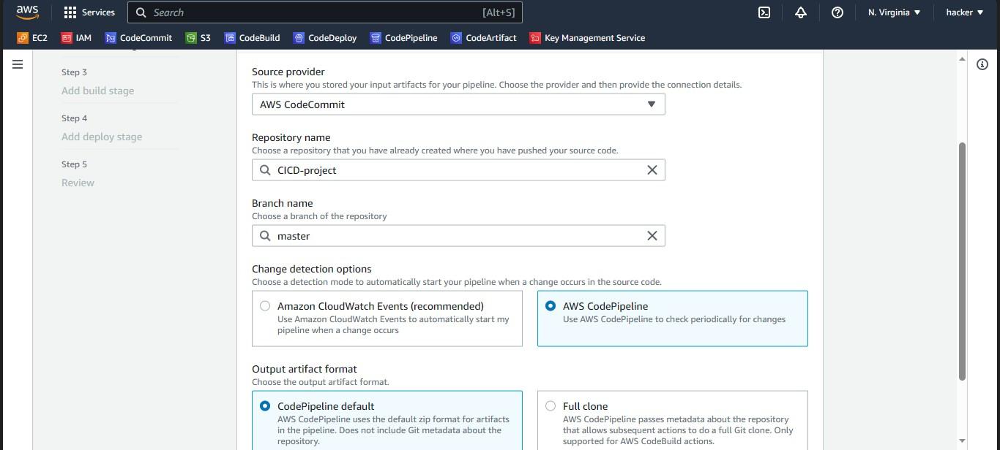 aws Services Search [Alt+S] N. Virginia hacker
EC2 IAM CodeCommit S3 CodeBuild CodeDeploy CodePipeline CodeArtifact Key Management Service
Step 3
Add build stage
Step 4
Add deploy stage
Step 5
Review
Source provider
This is where you stored your input artifacts for your pipeline. Choose the provider and then provide the connection details.
AWS CodeCommit
Repository name
Choose a repository that you have already created where you have pushed your source code.
CICD-project
Branch name
Choose a branch of the repository
master
Change detection options
Choose a detection mode to automatically start your pipeline when a change occurs in the source code.
Amazon CloudWatch Events (recommended)
Use Amazon CloudWatch Events to automatically start my
pipeline when a change occurs
AWS CodePipeline
Use AWS CodePipeline to check periodically for changes
Output artifact format
Choose the output artifact format.
CodePipeline default
AWS CodePipeline uses the default zip format for artifacts
in the pipeline. Does not include Git metadata about the
repository.
Full clone
AWS CodePipeline passes metadata about the repository
that allows subsequent actions to do a full Git clone. Only
supported for AWS CodeBuild actions.